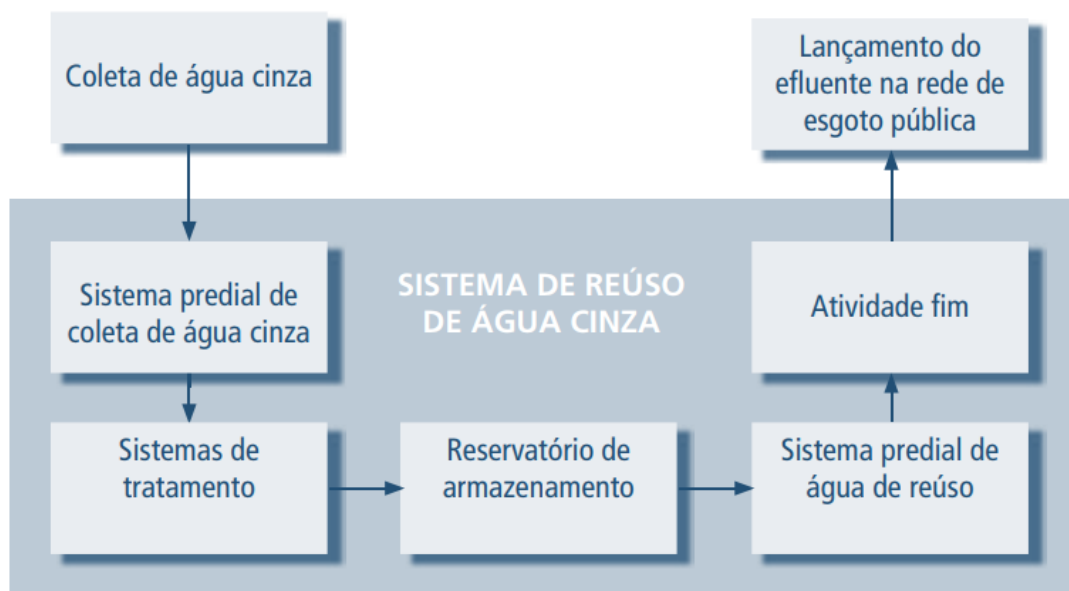 Coleta de água cinza
Lançamento do
efluente na rede de
esgoto pública
SISTEMA DE REÚSO
DE ÁGUA CINZA
Sistema predial de
coleta de água cinza
Atividade fim
Sistemas de
tratamento
Reservatório de
armazenamento
Sistema predial de
água de reúso